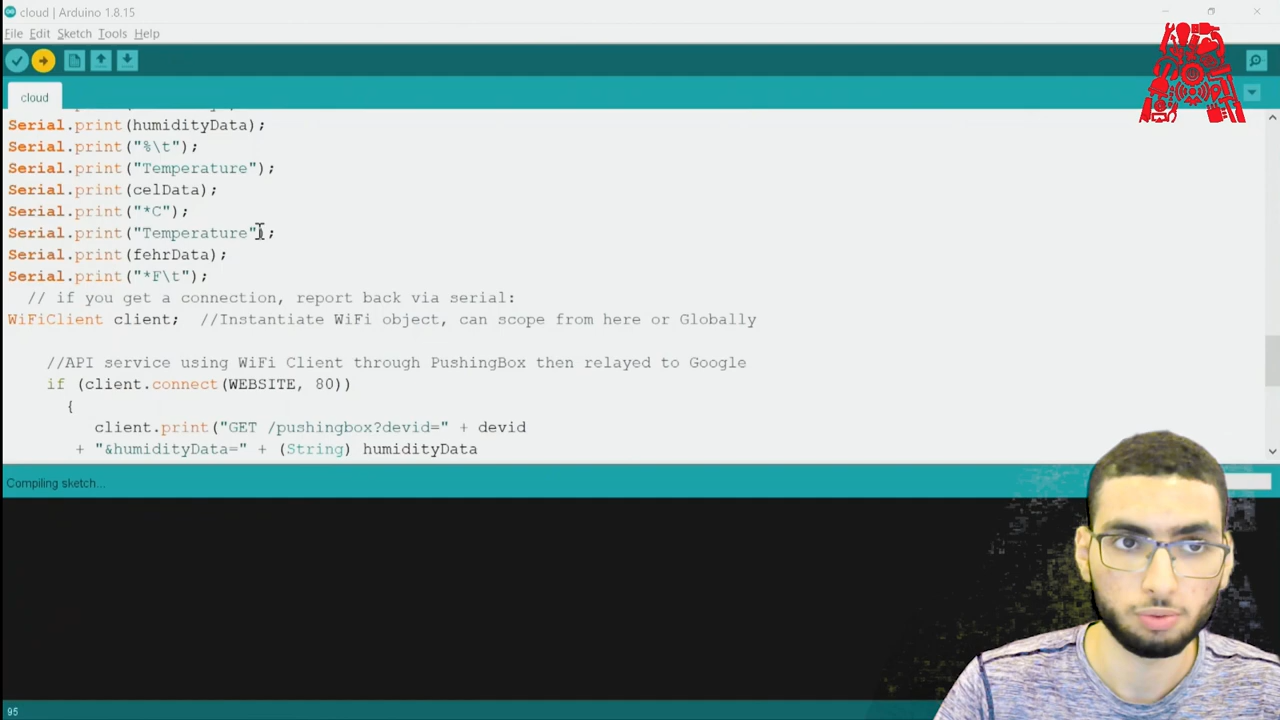 cloud | Arduino 1.8.15
File Edit Sketch Tools Help
cloud
Serial.print(humidityData);
Serial.print("%\t");
Serial.print("Temperature");
Serial.print(celData);
Serial.print("*C");
Serial.print("Temperature");
Serial.print(fehrData);
Serial.print("*F\t");
// if you get a connection, report back via serial:
WiFiClient client; //Instantiate WiFi object, can scope from here or Globally
//API service using WiFi Client through PushingBox then relayed to Google
if (client.connect(WEBSITE, 80))
{
client.print("GET /pushingbox?devid=" + devid
+ "&humidityData=" + (String) humidityData
Compiling sketch...
95